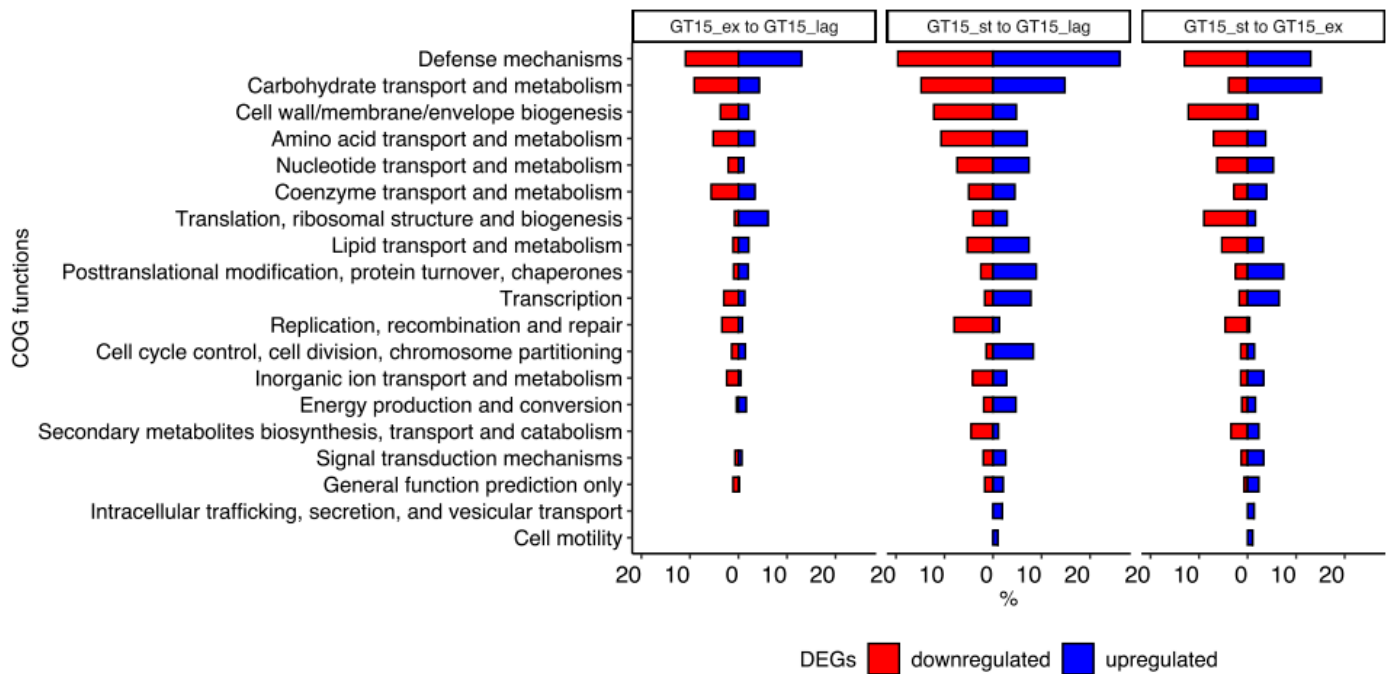 GT15_ex to GT15_lag GT15_st to GT15_lag GT15_st to GT15_ex
COG functions
Defense mechanisms
Carbohydrate transport and metabolism
Cell wall/membrane/envelope biogenesis
Amino acid transport and metabolism
Nucleotide transport and metabolism
Coenzyme transport and metabolism
Translation, ribosomal structure and biogenesis
Lipid transport and metabolism
Posttranslational modification, protein turnover, chaperones
Transcription
Replication, recombination and repair
Cell cycle control, cell division, chromosome partitioning
Inorganic ion transport and metabolism
Energy production and conversion
Secondary metabolites biosynthesis, transport and catabolism
Signal transduction mechanisms
General function prediction only
Intracellular trafficking, secretion, and vesicular transport
Cell motility
20 10 0 10 20 20 10 0 10 20 20 10 0 10 20
%
DEGs downregulated upregulated